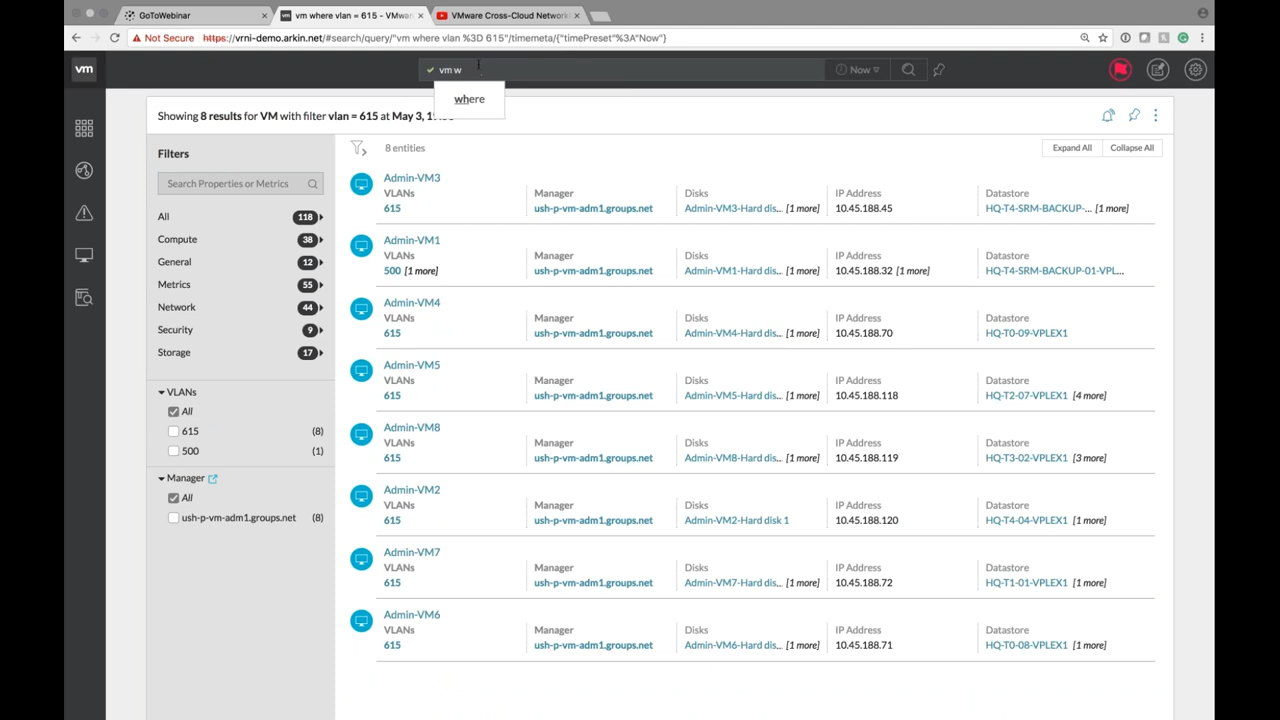 GoToWebinar
vm where vlan = 615 - VMwar
VMware Cross-Cloud Network
Not Secure https://vrni-demo.arkin.net/#search/query/"vm where vlan %3D 615"/timemeta/{"timePreset"%3A"Now"}
vm
vm w
Now
where
Showing 8 results for VM with filter vlan = 615 at May 3,
Filters
8 entities
Expand All
Collapse All
Search Properties or Metrics
All 118
Compute 38
General 12
Metrics 55
Network 44
Security 9
Storage 17
VLANs
All
615 (8)
500 (1)
Manager
All
ush-p-vm-adm1.groups.net (8)
Admin-VM3
VLANs Manager Disks IP Address Datastore
615 ush-p-vm-adm1.groups.net Admin-VM3-Hard dis... [1 more] 10.45.188.45 HQ-T4-SRM-BACKUP-... [1 more]
Admin-VM1
VLANs Manager Disks IP Address Datastore
500 [1 more] ush-p-vm-adm1.groups.net Admin-VM1-Hard dis... [1 more] 10.45.188.32 [1 more] HQ-T4-SRM-BACKUP-01-VPL...
Admin-VM4
VLANs Manager Disks IP Address Datastore
615 ush-p-vm-adm1.groups.net Admin-VM4-Hard dis... [1 more] 10.45.188.70 HQ-T0-09-VPLEX1
Admin-VM5
VLANs Manager Disks IP Address Datastore
615 ush-p-vm-adm1.groups.net Admin-VM5-Hard dis... [1 more] 10.45.188.118 HQ-T2-07-VPLEX1 [4 more]
Admin-VM8
VLANs Manager Disks IP Address Datastore
615 ush-p-vm-adm1.groups.net Admin-VM8-Hard dis... [1 more] 10.45.188.119 HQ-T3-02-VPLEX1 [3 more]
Admin-VM2
VLANs Manager Disks IP Address Datastore
615 ush-p-vm-adm1.groups.net Admin-VM2-Hard disk 1 10.45.188.120 HQ-T4-04-VPLEX1 [1 more]
Admin-VM7
VLANs Manager Disks IP Address Datastore
615 ush-p-vm-adm1.groups.net Admin-VM7-Hard dis... [1 more] 10.45.188.72 HQ-T1-01-VPLEX1 [1 more]
Admin-VM6
VLANs Manager Disks IP Address Datastore
615 ush-p-vm-adm1.groups.net Admin-VM6-Hard dis... [1 more] 10.45.188.71 HQ-T0-08-VPLEX1 [1 more]